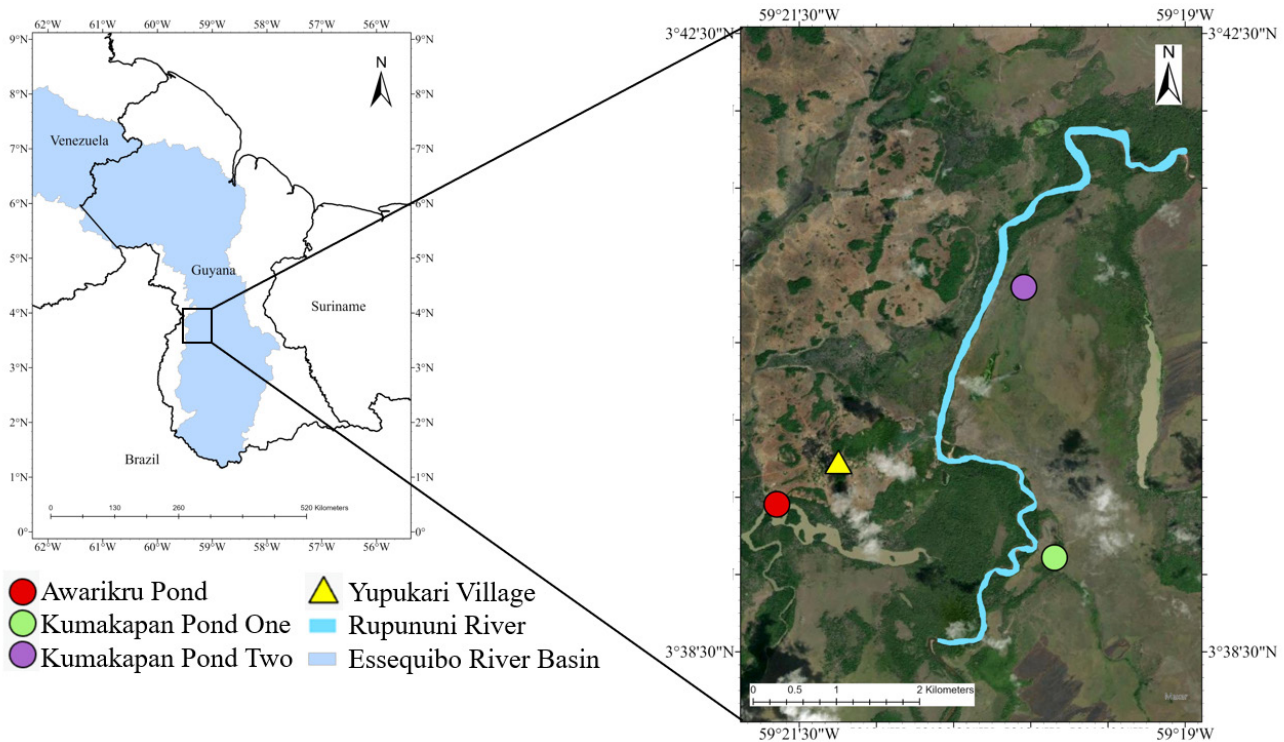 62°W 61°W 60°W 59°W 58°W 57°W 56°W
9°N
8°N
7°N
6°N
5°N
4°N
3°N
2°N
1°N
0°
9°N
8°N
7°N
6°N
5°N
4°N
3°N
2°N
1°N
0°
N
Venezuela
Guyana
Suriname
Brazil
0 130 260 520 Kilometers
62°W 61°W 60°W 59°W 58°W 57°W 56°W
59°21'30"W 59°19'W
3°42'30"N 3°42'30"N
N
3°38'30"N 3°38'30"N
0 0.5 1 2 Kilometers
Maxar
59°21'30"W 59°19'W
Awarikru Pond
Kumakapan Pond One
Kumakapan Pond Two
Yupukari Village
Rupununi River
Essequibo River Basin